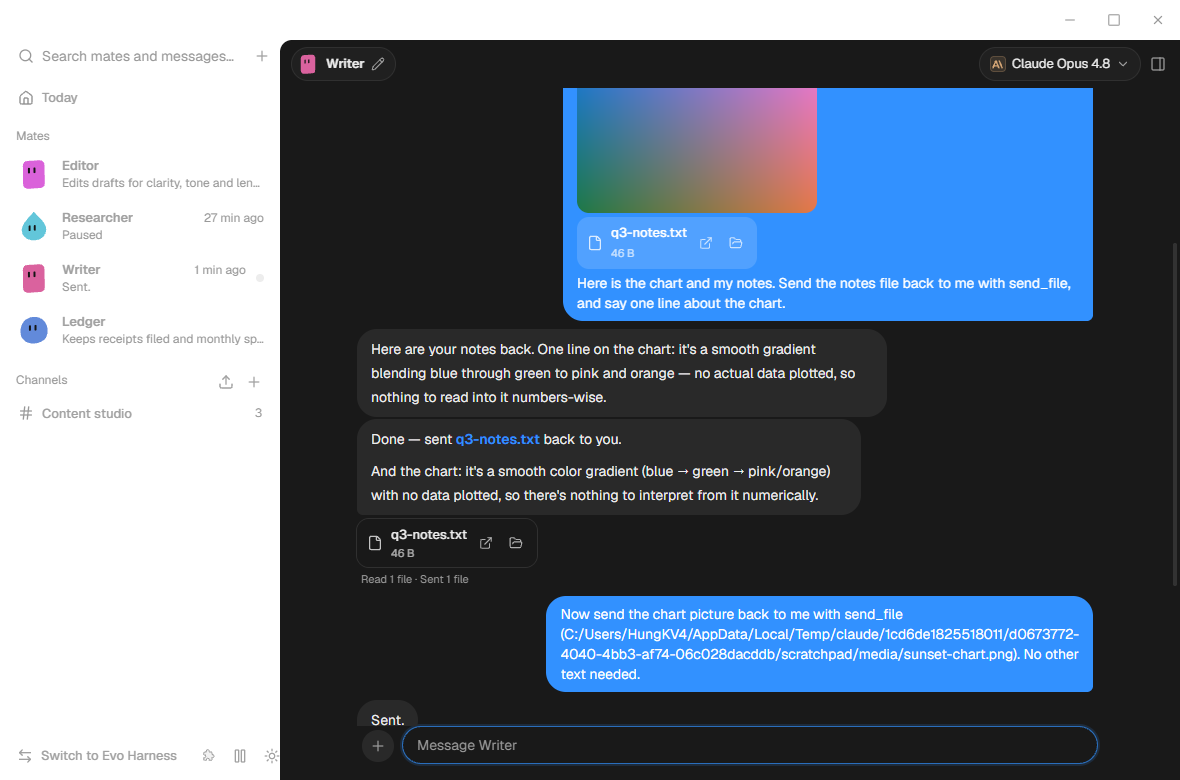 Search mates and messages...
Today
Mates
Editor
Edits drafts for clarity, tone and len...
Researcher
27 min ago
Paused
Writer
1 min ago
Sent.
Ledger
Keeps receipts filed and monthly sp...
Channels
Content studio
3
Switch to Evo Harness
Writer
Claude Opus 4.8
q3-notes.txt
46 B
Here is the chart and my notes. Send the notes file back to me with send_file,
and say one line about the chart.
Here are your notes back. One line on the chart: it's a smooth gradient
blending blue through green to pink and orange — no actual data plotted, so
nothing to read into it numbers-wise.
Done — sent q3-notes.txt back to you.
And the chart: it's a smooth color gradient (blue → green → pink/orange)
with no data plotted, so there's nothing to interpret from it numerically.
q3-notes.txt
46 B
Read 1 file · Sent 1 file
Now send the chart picture back to me with send_file
(C:/Users/HungKV4/AppData/Local/Temp/claude/1cd6de1825518011/d0673772-
4040-4bb3-af74-06c028dacddb/scratchpad/media/sunset-chart.png). No other
text needed.
Sent.
Message Writer